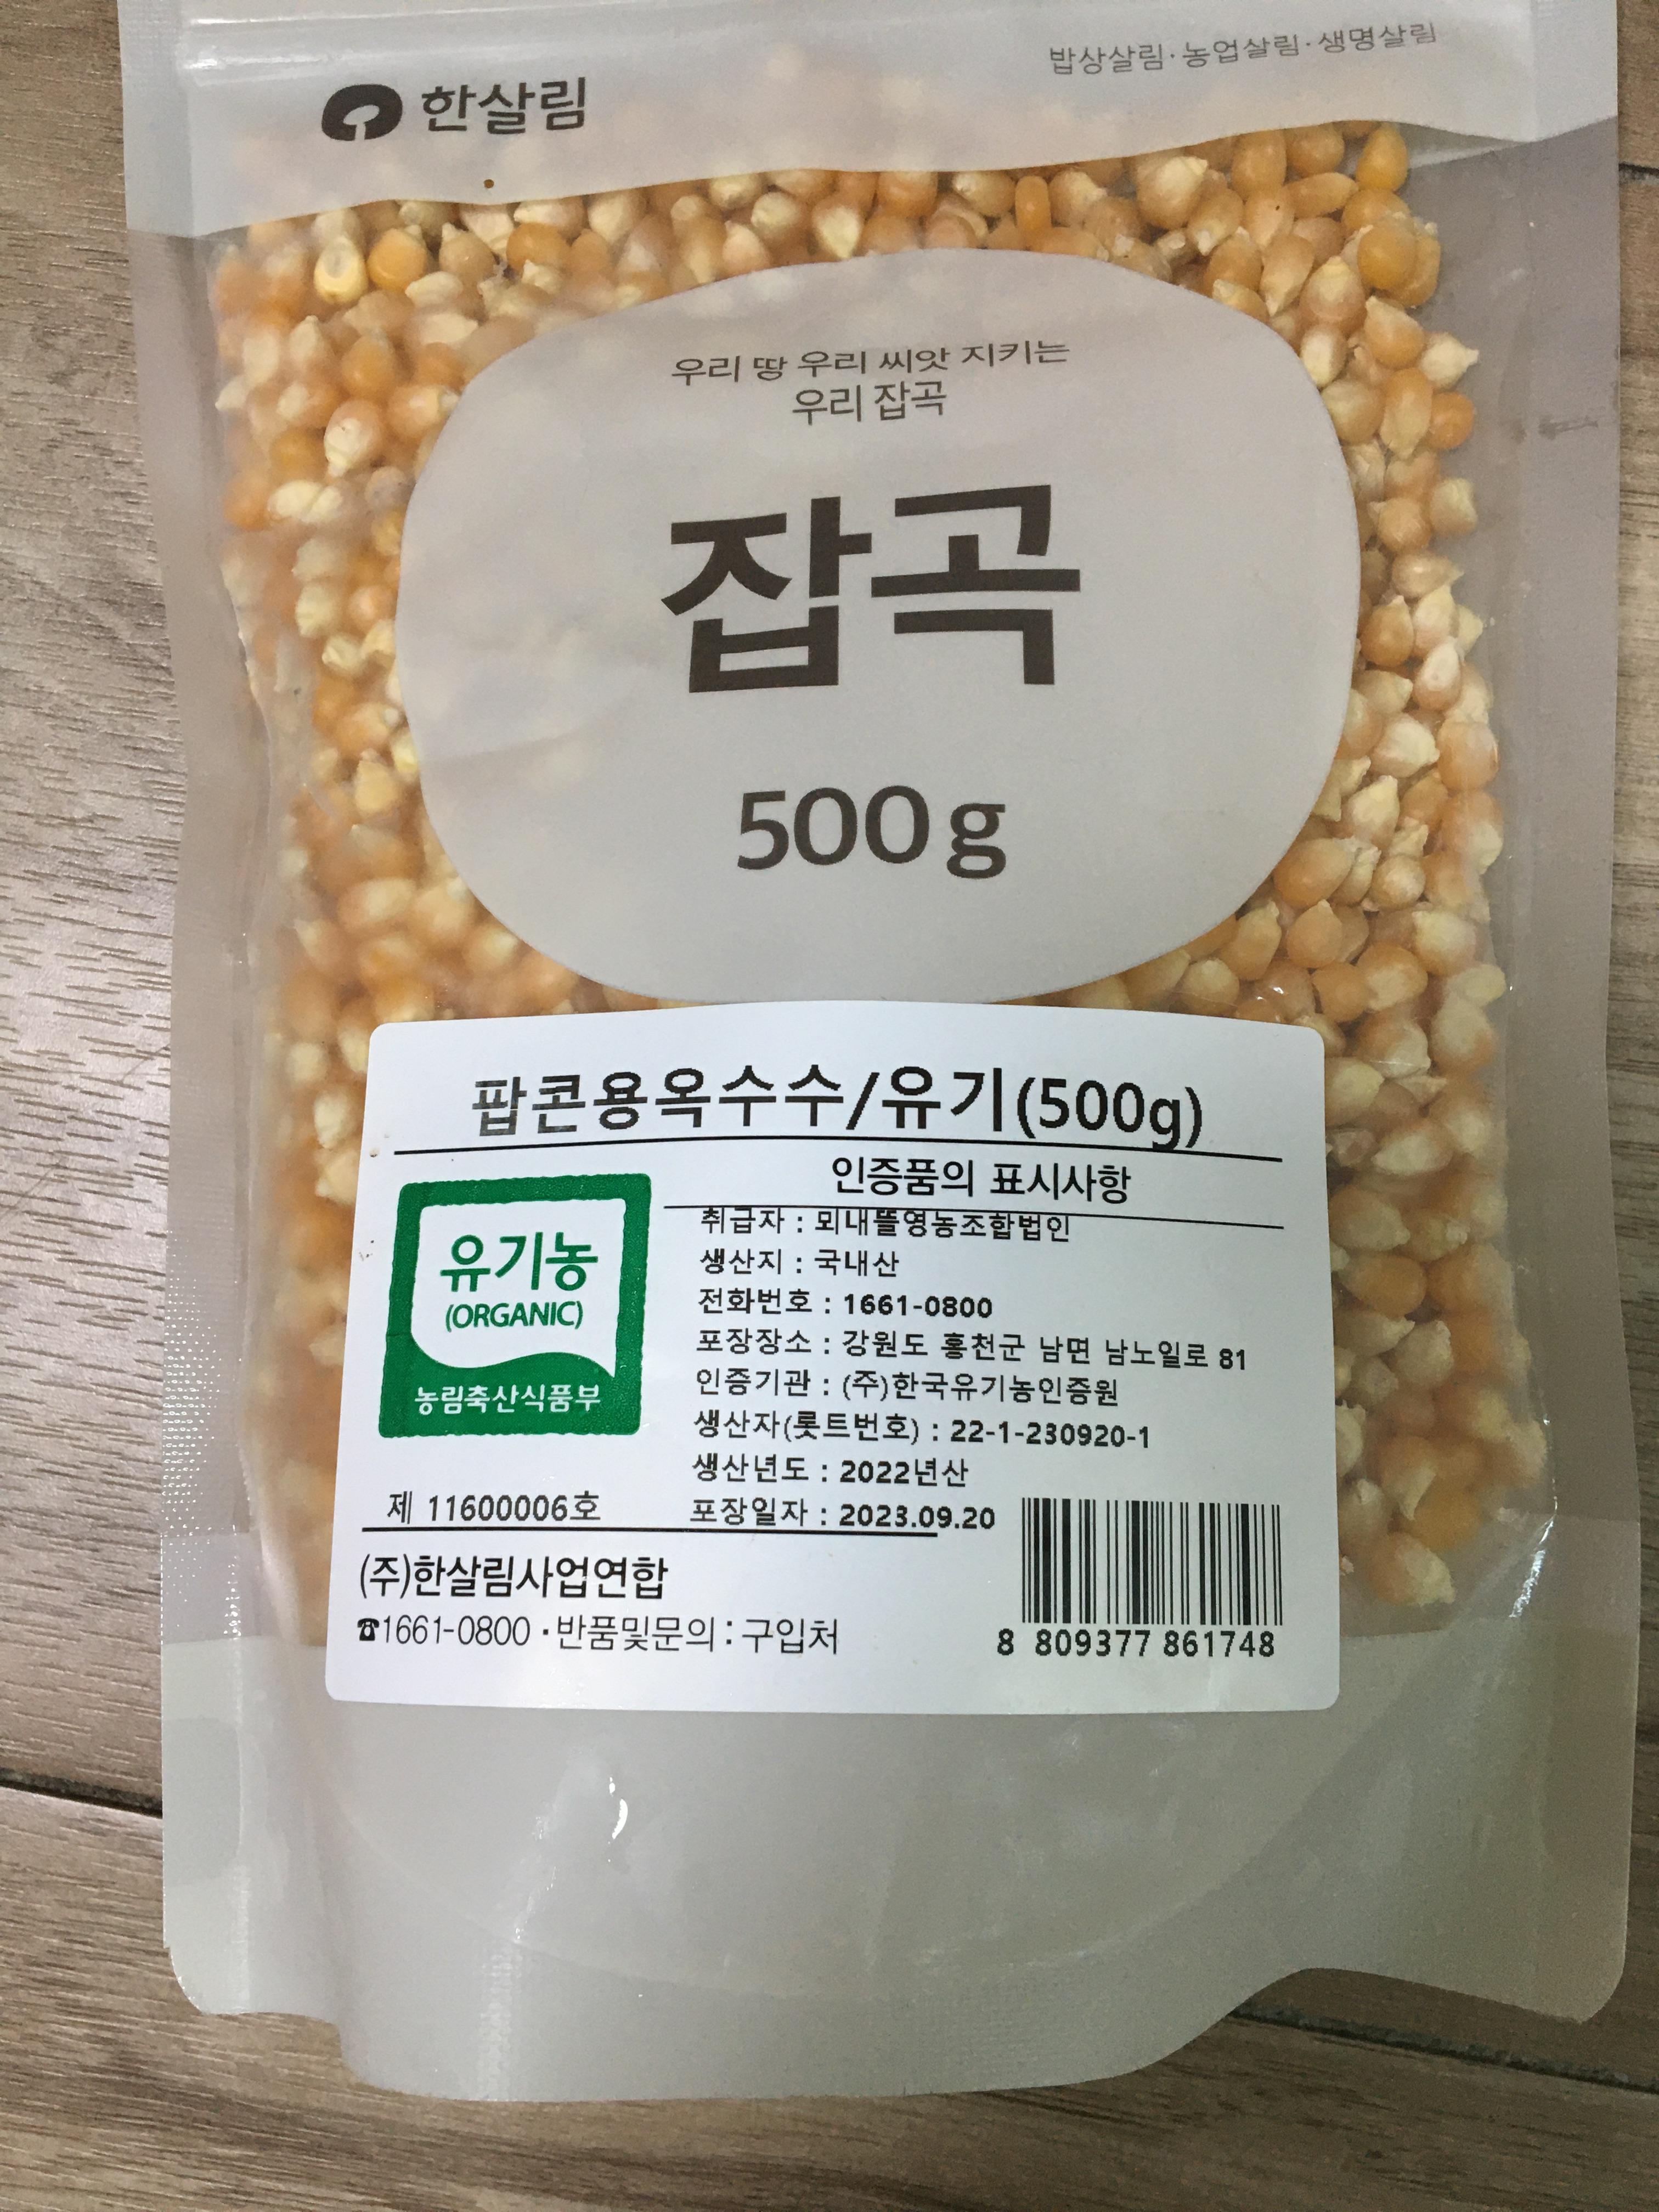 한살림
밥상살림·농업살림·생명살림
우리 땅 우리 씨앗 지키는
우리 잡곡
잡곡
500g
팝콘용옥수수/유기(500g)
인증품의 표시사항
유기농
(ORGANIC)
농림축산식품부
제 11600006호
취급자 : 뫼내뜰영농조합법인
생산지 : 국내산
전화번호 : 1661-0800
포장장소 : 강원도 홍천군 남면 남노일로 81
인증기관 : (주)한국유기농인증원
생산자(롯트번호) : 22-1-230920-1
생산년도 : 2022년산
포장일자 : 2023.09.20
(주)한살림사업연합
☎1661-0800 · 반품및문의 : 구입처
8 809377 861748